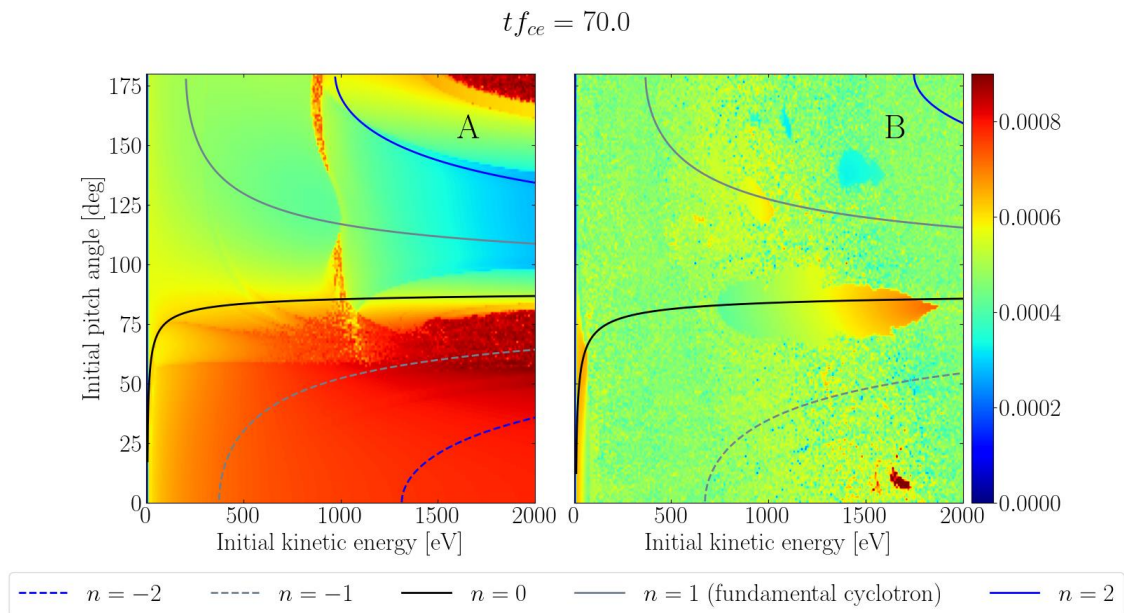 $tf_{ce} = 70.0$
A
B
Initial pitch angle [deg]
175
150
125
100
75
50
25
0
0 500 1000 1500 2000
0 500 1000 1500 2000
Initial kinetic energy [eV]
Initial kinetic energy [eV]
0.0008
0.0006
0.0004
0.0002
0.0000
n = −2 n = −1 n = 0 n = 1 (fundamental cyclotron) n = 2